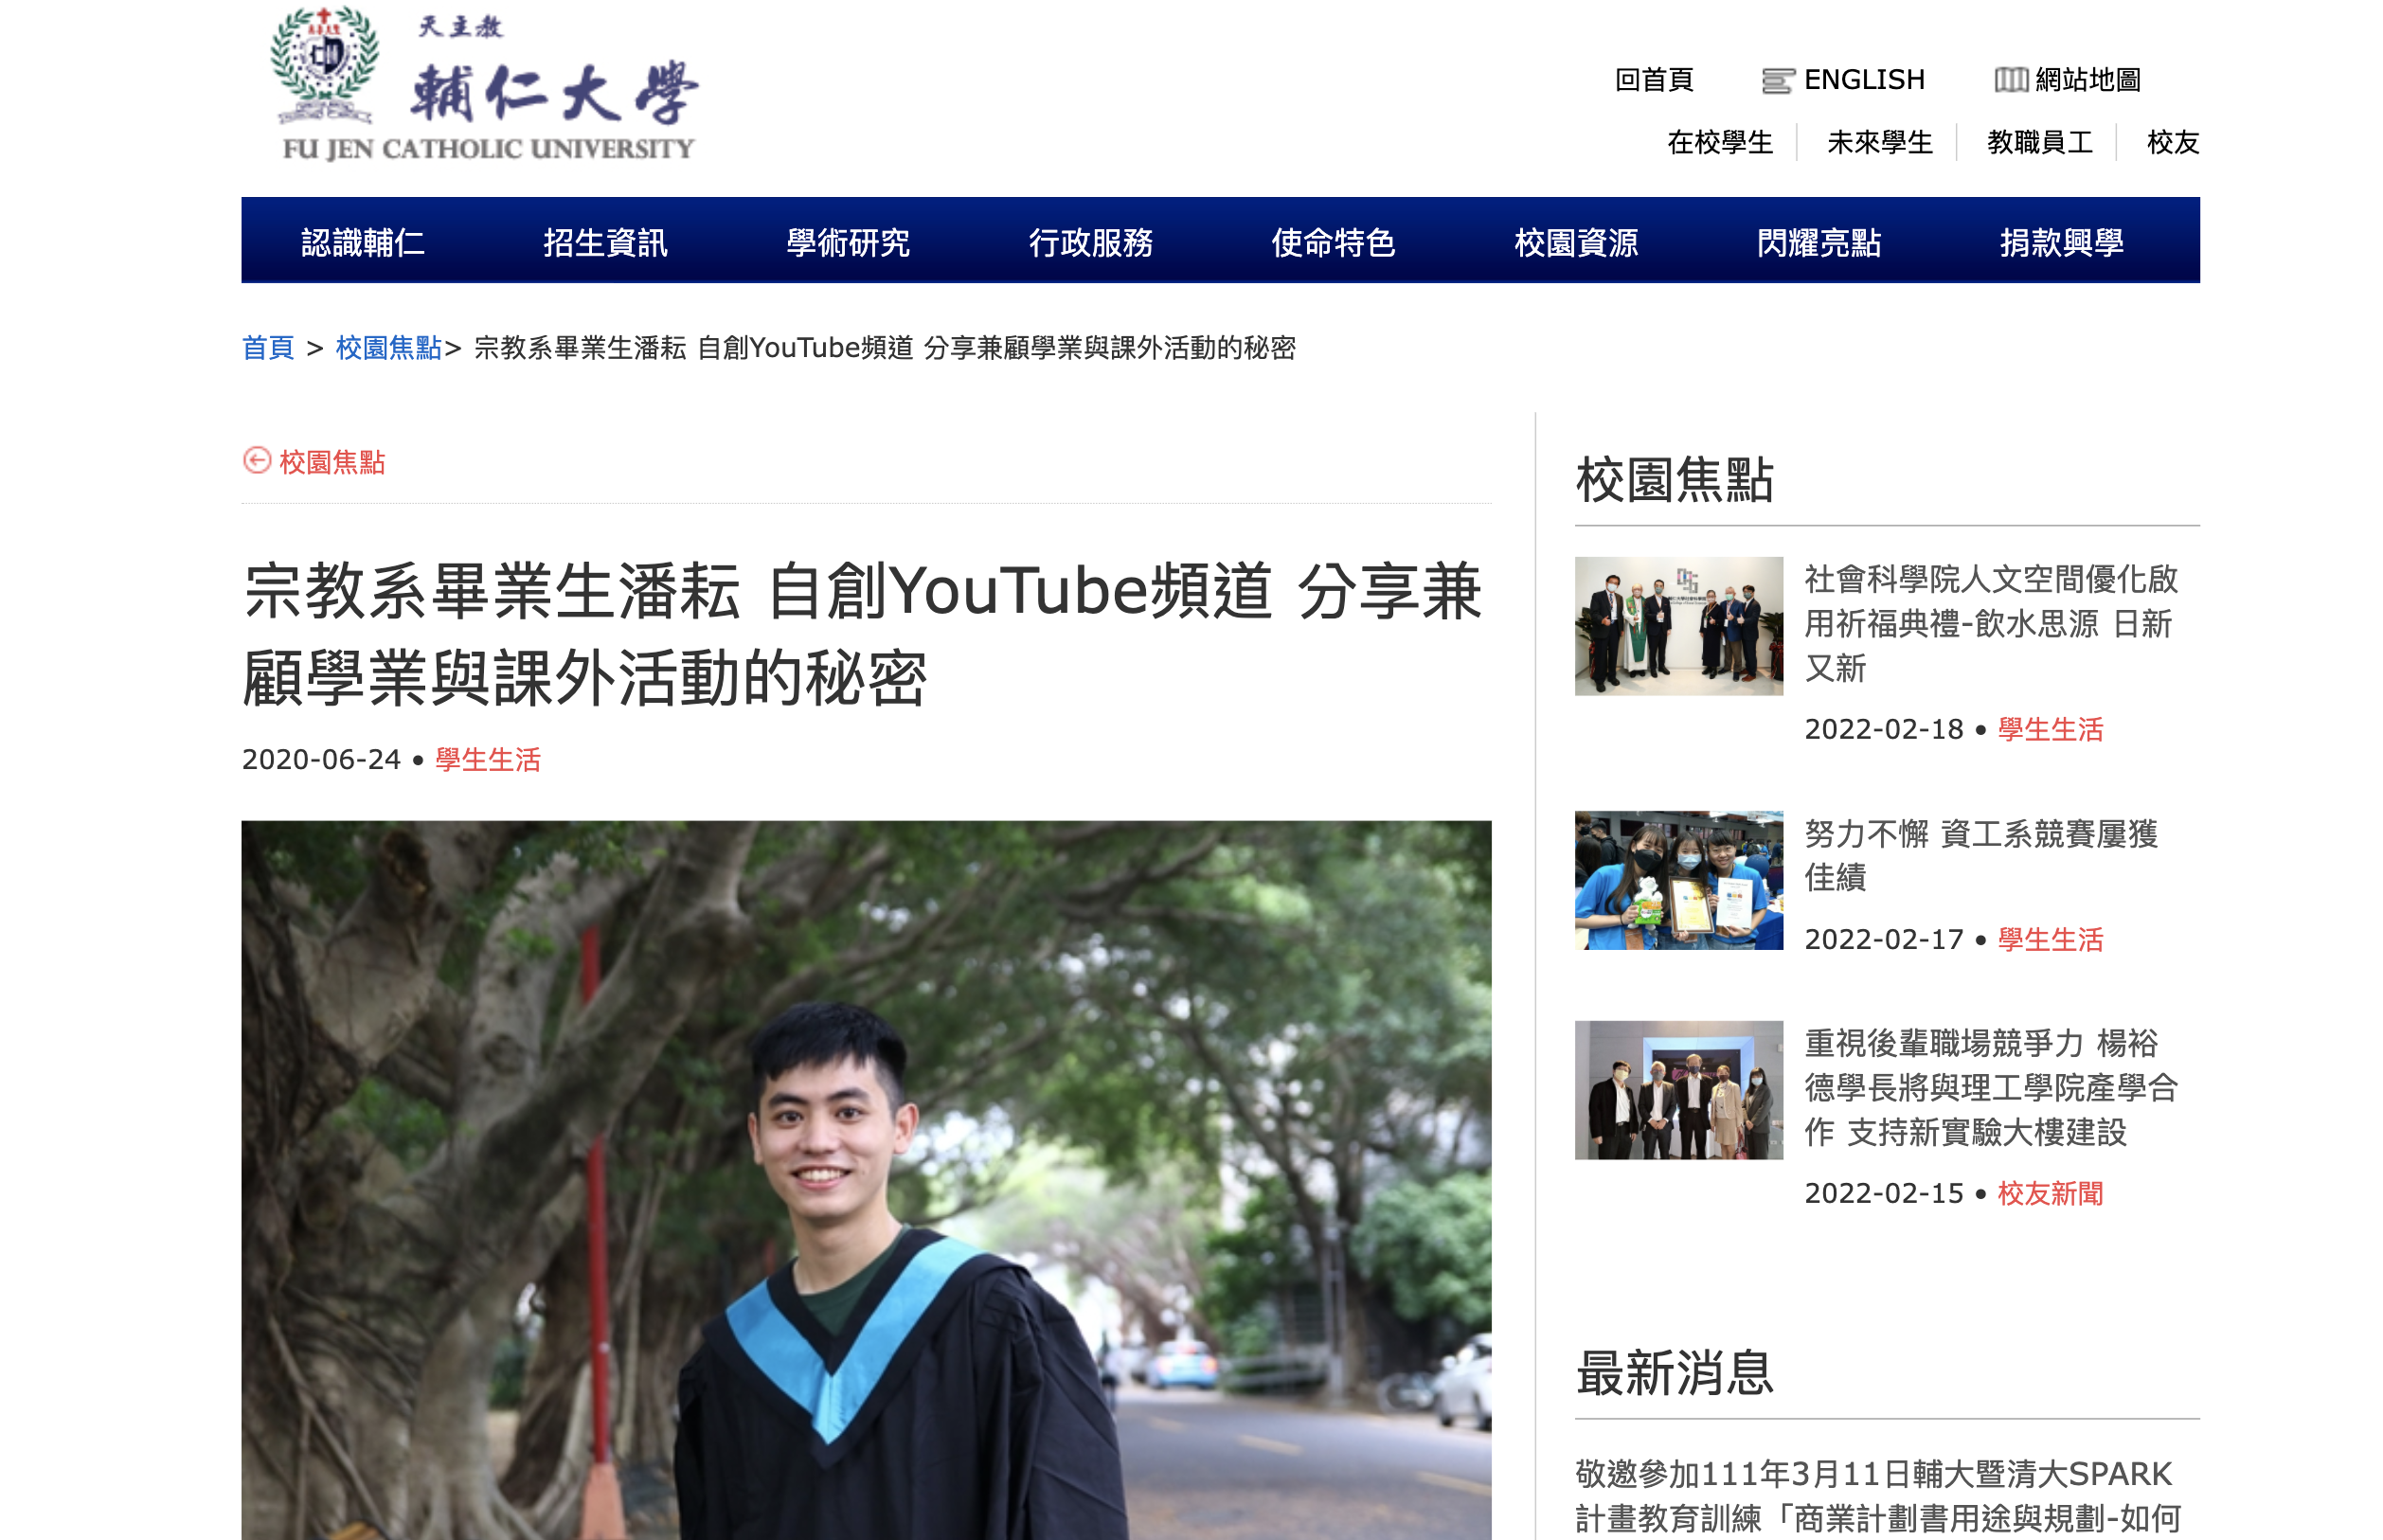 天主教
輔仁大學
FU JEN CATHOLIC UNIVERSITY
回首頁 ENGLISH 網站地圖
在校學生 未來學生 教職員工 校友
認識輔仁 招生資訊 學術研究 行政服務 使命特色 校園資源 閃耀亮點 捐款興學
首頁 > 校園焦點> 宗教系畢業生潘耘 自創YouTube頻道 分享兼顧學業與課外活動的秘密
校園焦點
宗教系畢業生潘耘 自創YouTube頻道 分享兼
顧學業與課外活動的秘密
2020-06-24 • 學生生活
校園焦點
社會科學院人文空間優化啟
用祈福典禮-飲水思源 日新
又新
2022-02-18 • 學生生活
努力不懈 資工系競賽屢獲
佳績
2022-02-17 • 學生生活
重視後輩職場競爭力 楊裕
德學長將與理工學院產學合
作 支持新實驗大樓建設
2022-02-15 • 校友新聞
最新消息
敬邀參加111年3月11日輔大暨清大SPARK
計畫教育訓練「商業計劃書用途與規劃-如何